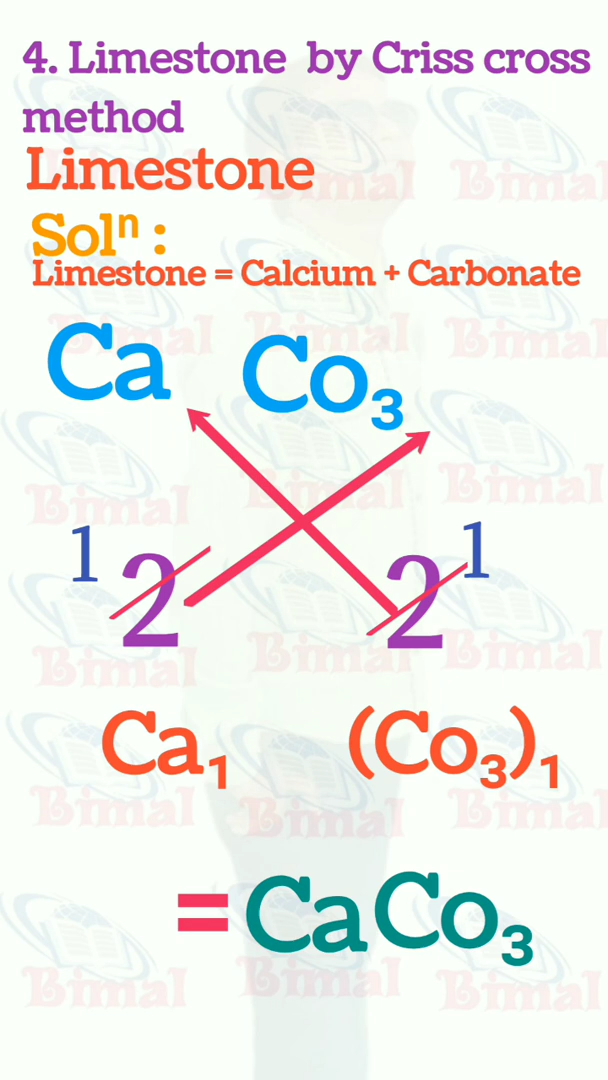 4. Limestone by Criss cross
method
Limestone
Solⁿ :
Limestone = Calcium + Carbonate
Ca Co₃
1 2 2 1
Ca₁ (Co₃)₁
=CaCo₃
Bimal